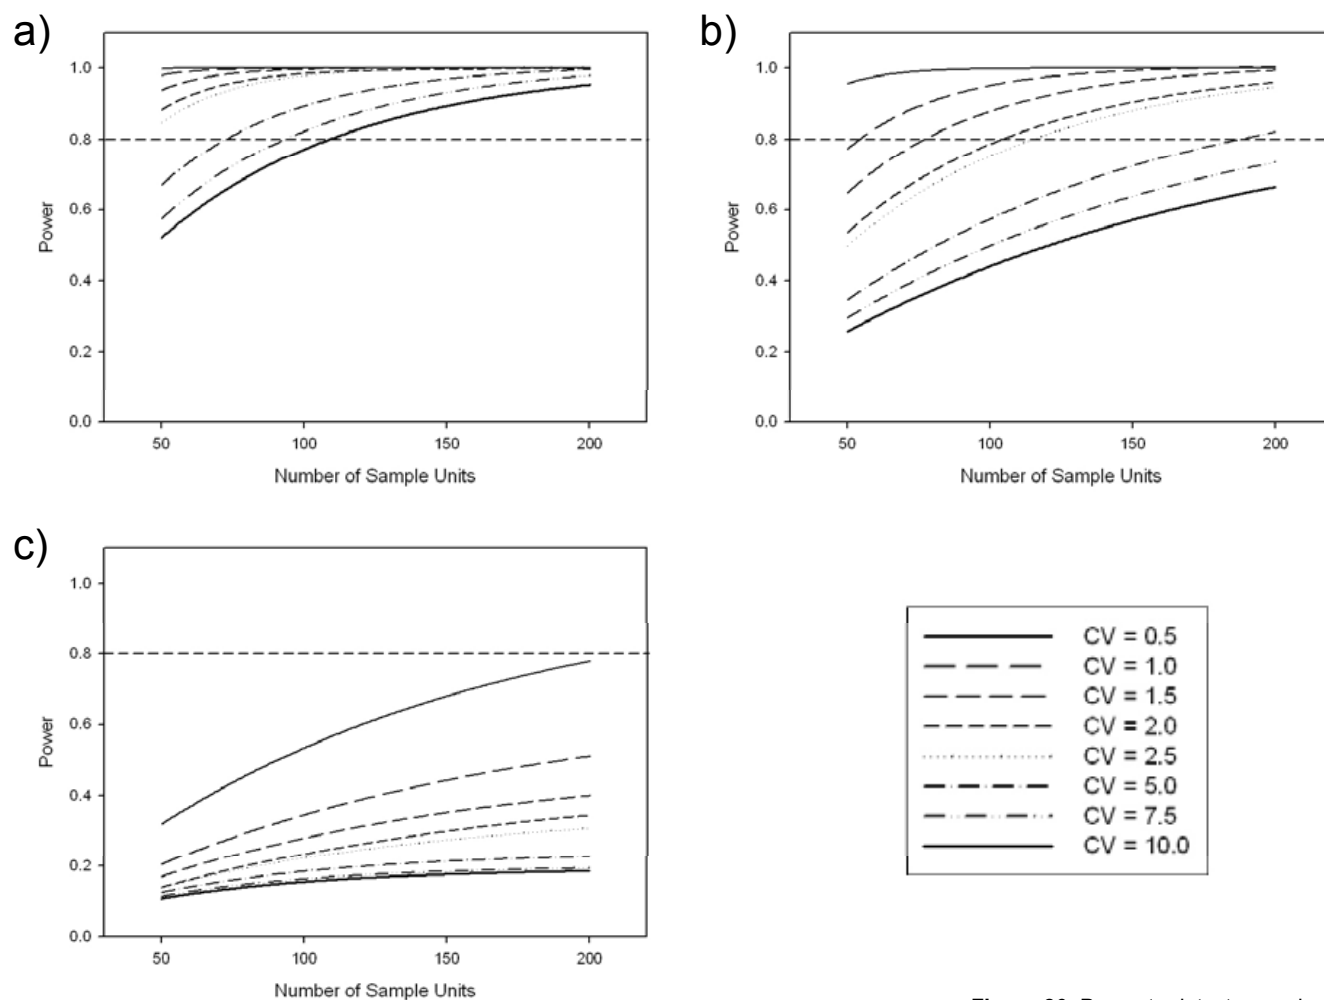 a)
1.0
0.8
0.6
0.4
0.2
0.0
Power
50 100 150 200
Number of Sample Units
b)
1.0
0.8
0.6
0.4
0.2
0.0
Power
50 100 150 200
Number of Sample Units
c)
1.0
0.8
0.6
0.4
0.2
0.0
Power
50 100 150 200
Number of Sample Units
CV = 0.5
CV = 1.0
CV = 1.5
CV = 2.0
CV = 2.5
CV = 5.0
CV = 7.5
CV = 10.0